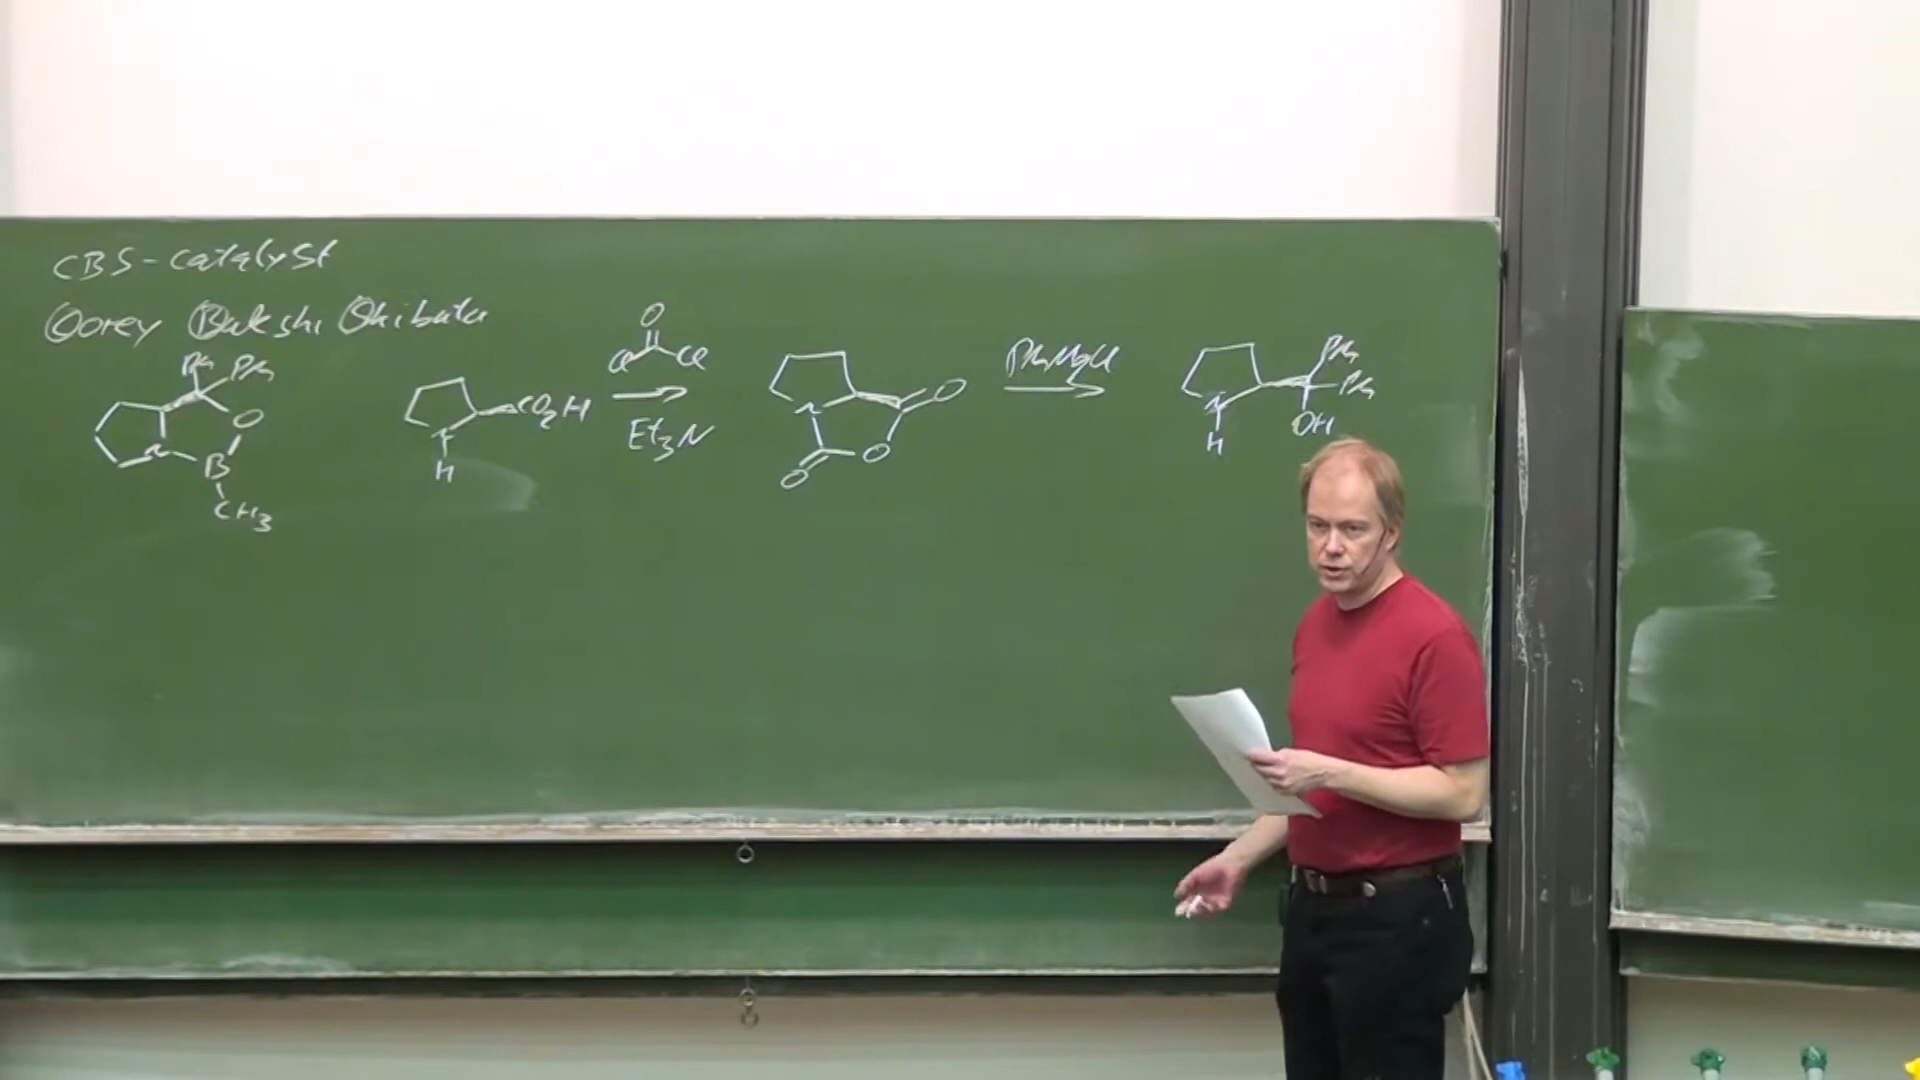 CBS-catalyst
Corey Bakshi Shibata
Ph Ph
O
N B
CH3
N
H
CO2H
O
Cl Cl
Et3N
N
O
O
O
PhMgCl
N
H
Ph
Ph
OH